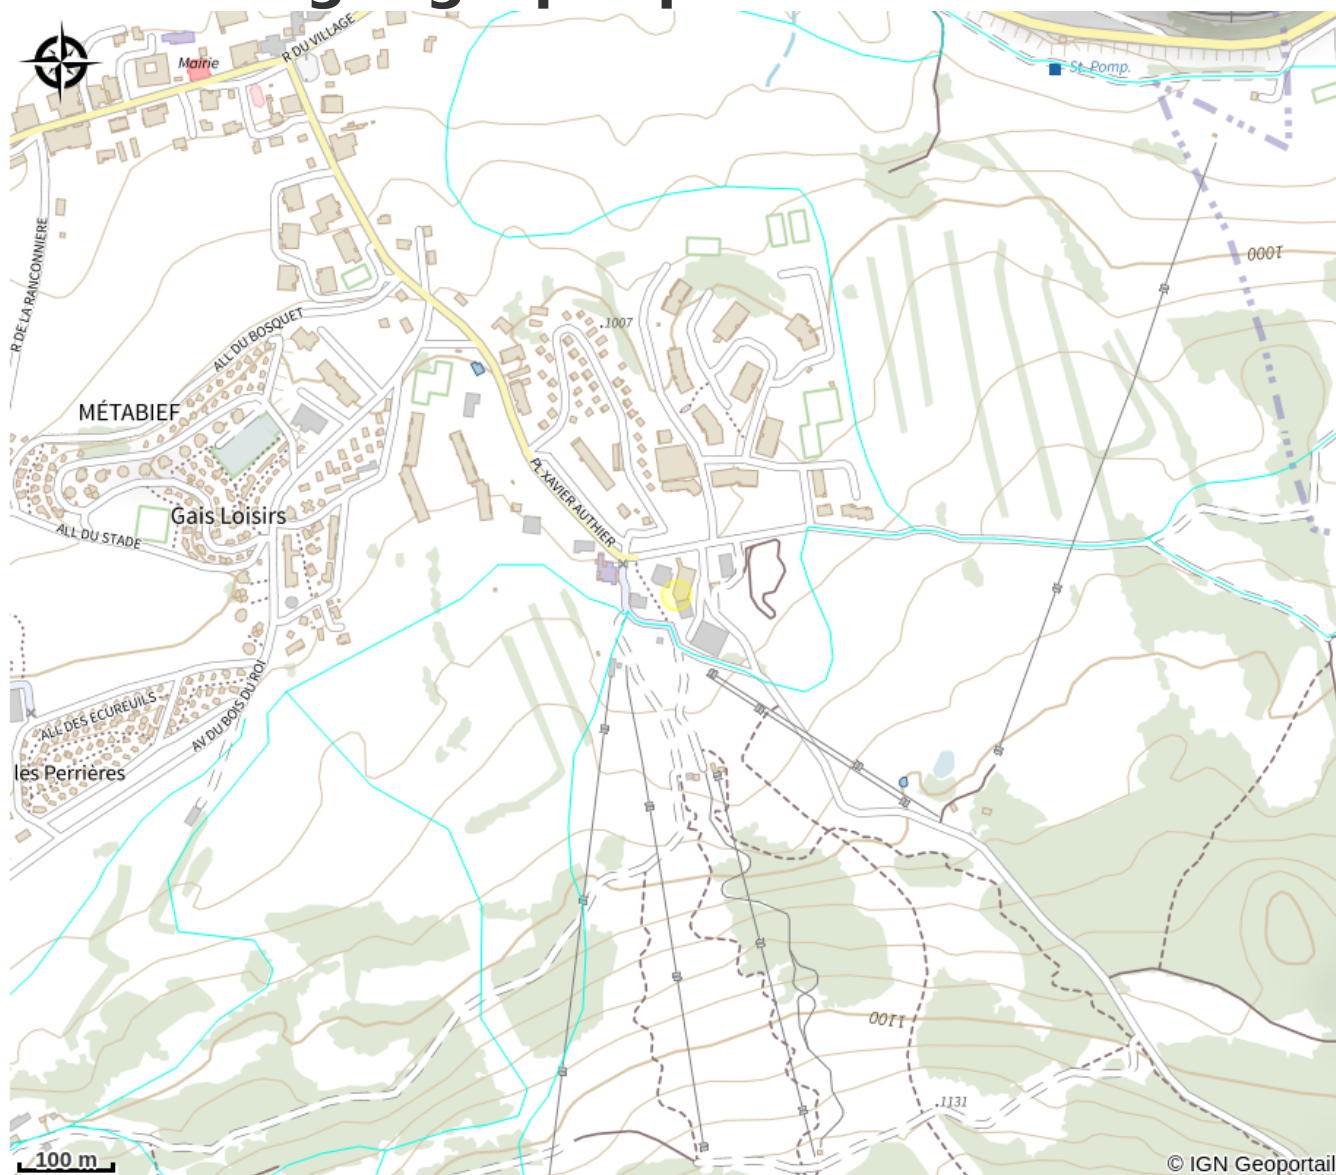 R DU VILLAGE
Mairie
St. Pomp.
R DE LA RANCONNIERE
1000
.1007
ALL DU BOSQUET
MÉTABIEF
PL XAVIER AUTHIER
Gais Loisirs
ALL DU STADE
ALL DES ECUREUILS
AV DU BOIS DU ROI
les Perrières
1100
.1131
100 m
© IGN Geoportail